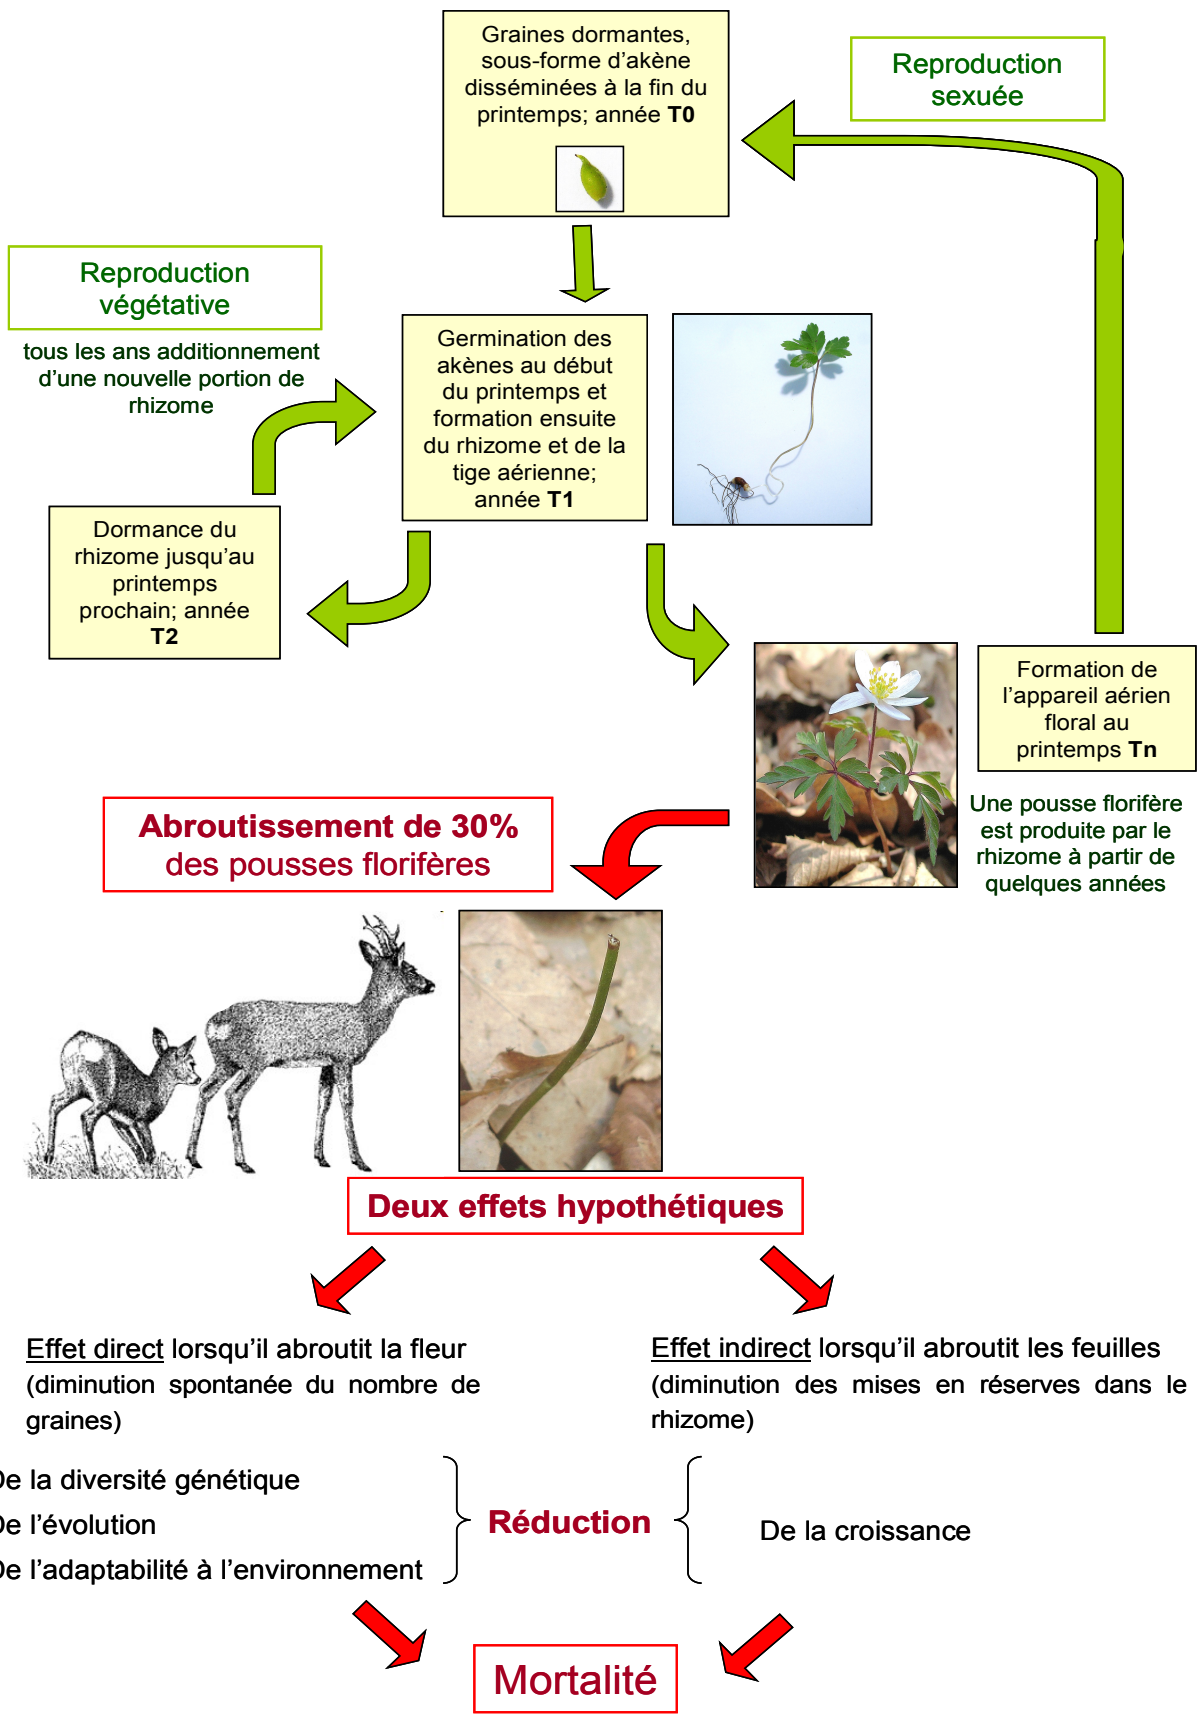 Graines dormantes,
sous-forme d'akène
disséminées à la fin du
printemps; année T0
Reproduction
sexuée
Reproduction
végétative
tous les ans additionnement
d'une nouvelle portion de
rhizome
Germination des
akènes au début
du printemps et
formation ensuite
du rhizome et de la
tige aérienne;
année T1
Dormance du
rhizome jusqu'au
printemps
prochain; année
T2
Formation de
l'appareil aérien
floral au
printemps Tn
Une pousse florifère
est produite par le
rhizome à partir de
quelques années
Abroutissement de 30%
des pousses florifères
Deux effets hypothétiques
Effet direct lorsqu'il abroutit la fleur
(diminution spontanée du nombre de
graines)
Effet indirect lorsqu'il abroutit les feuilles
(diminution des mises en réserves dans le
rhizome)
De la diversité génétique
De l'évolution
De l'adaptabilité à l'environnement
Réduction
De la croissance
Mortalité